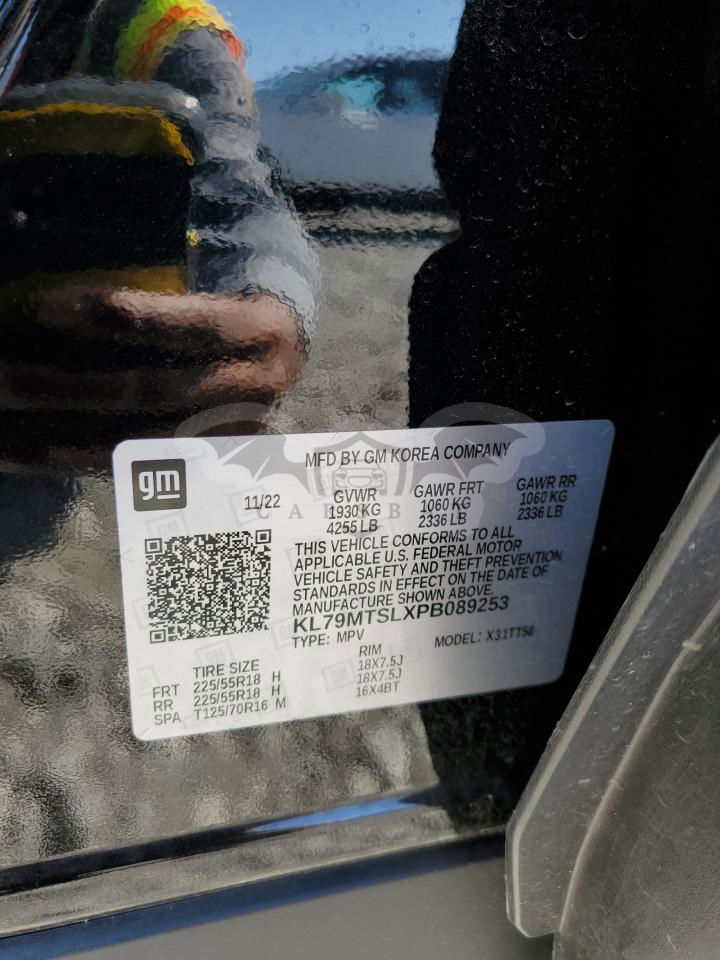 MFD BY GM KOREA COMPANY
gm
11/22
GVWR GAWR FRT GAWR RR
1930 KG 1060 KG 1060 KG
4255 LB 2336 LB 2336 LB
THIS VEHICLE CONFORMS TO ALL
APPLICABLE U.S. FEDERAL MOTOR
VEHICLE SAFETY AND THEFT PREVENTION
STANDARDS IN EFFECT ON THE DATE OF
MANUFACTURE SHOWN ABOVE.
KL79MTSLXPB089253
TYPE: MPV MODEL: X31TT56
TIRE SIZE RIM
FRT 225/55R18 H 18X7.5J
RR 225/55R18 H 18X7.5J
SPA T125/70R16 M 16X4BT